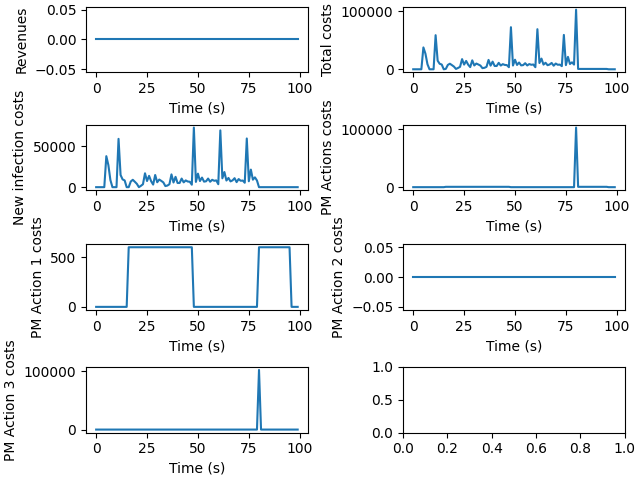 Revenues
0.05
0.00
−0.05
0 25 50 75 100
Time (s)
Total costs
100000
0
0 25 50 75 100
Time (s)
New infection costs
50000
0
0 25 50 75 100
Time (s)
PM Actions costs
100000
0
0 25 50 75 100
Time (s)
PM Action 1 costs
500
0
0 25 50 75 100
Time (s)
PM Action 2 costs
0.05
0.00
−0.05
0 25 50 75 100
Time (s)
PM Action 3 costs
100000
0
0 25 50 75 100
Time (s)
1.0
0.5
0.0
0.0 0.2 0.4 0.6 0.8 1.0